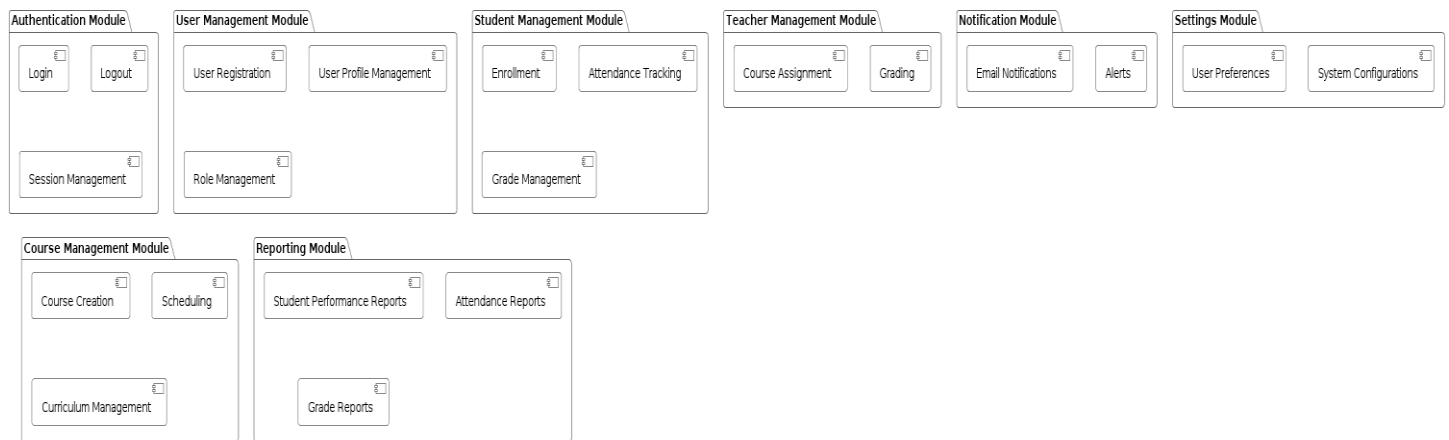 Authentication Module
Login
Logout
Session Management
User Management Module
User Registration
User Profile Management
Role Management
Student Management Module
Enrollment
Attendance Tracking
Grade Management
Teacher Management Module
Course Assignment
Grading
Notification Module
Email Notifications
Alerts
Settings Module
User Preferences
System Configurations
Course Management Module
Course Creation
Scheduling
Curriculum Management
Reporting Module
Student Performance Reports
Attendance Reports
Grade Reports